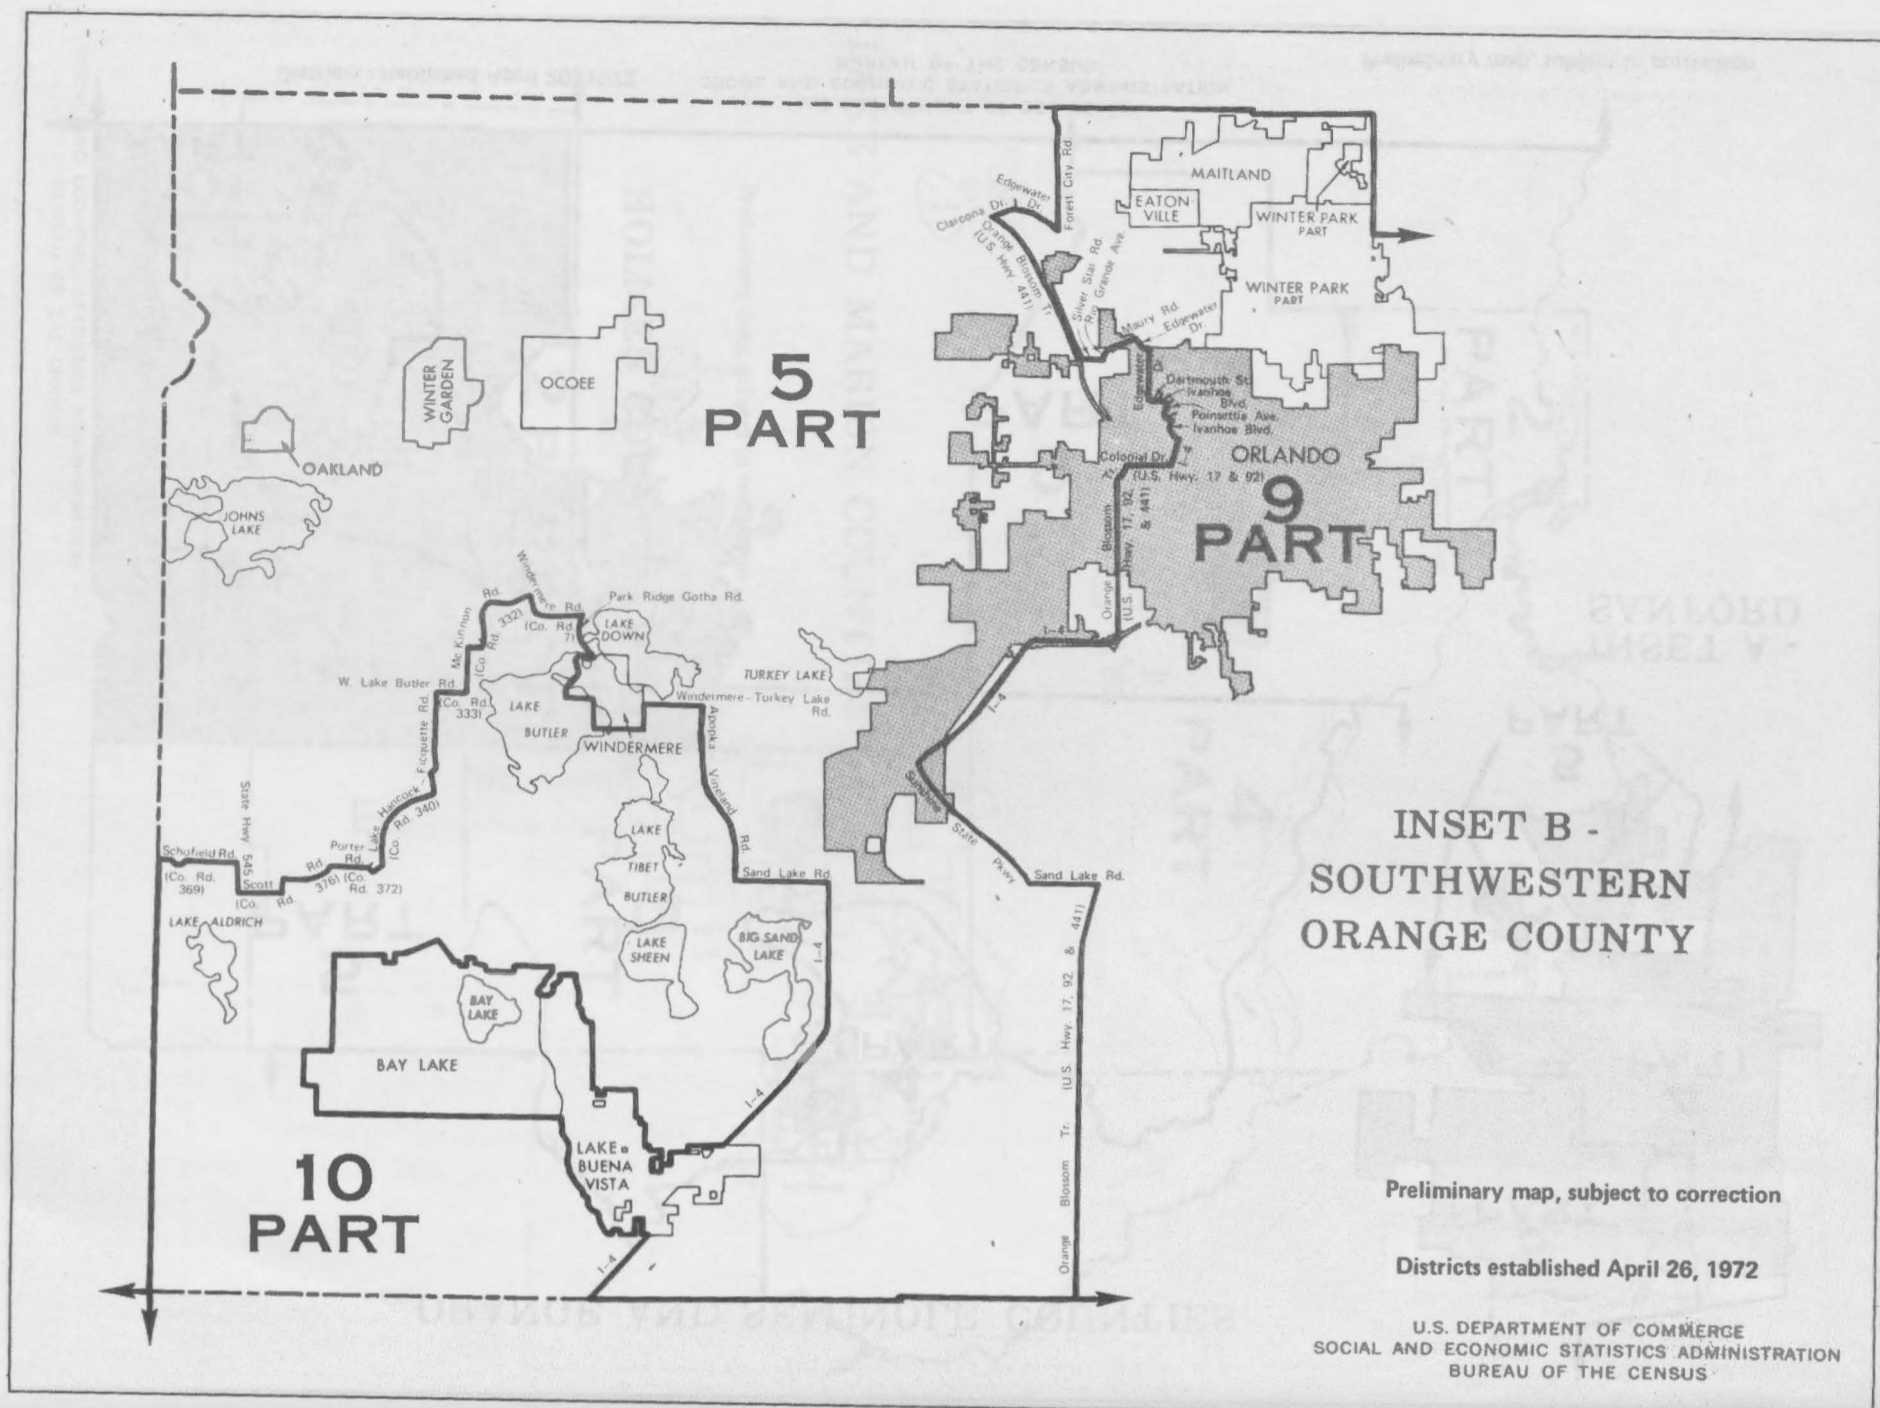 Forest City Rd.
MAITLAND
Edgewater
Dr.
Clarcona Dr.
EATON-
VILLE
WINTER PARK
PART
Orange Blossom Tr
(U.S. Hwy. 441)
Silver Star Rd.
Rio Grande Ave.
WINTER PARK
PART
Maury Rd.
Edgewater
Dr.
WINTER
GARDEN
OCOEE
5
PART
Edgewater Dr.
Dartmouth St.
Ivanhoe
Blvd.
Poinsettia Ave.
Ivanhoe Blvd.
OAKLAND
Colonial Dr.
(U.S. Hwy. 17 & 92)
I-4
ORLANDO
9
PART
JOHNS
LAKE
Orange Blossom Tr.
(U.S. Hwy. 17, 92,
& 441)
Windermere Rd.
(Co. Rd.
7)
Park Ridge Gotha Rd.
Mc Kinnon Rd.
(Co. Rd. 332)
LAKE
DOWN
I-4
TURKEY LAKE
W. Lake Butler Rd.
(Co. Rd.
333)
Windermere-Turkey Lake
Rd.
LAKE
BUTLER
WINDERMERE
I-4
Apopka Vineland Rd.
Lake Hancock - Ficquette Rd.
(Co. Rd. 340)
Sunshine State Pkwy
State Hwy 545
LAKE
TIBET
BUTLER
INSET B -
SOUTHWESTERN
ORANGE COUNTY
Schofield Rd.
(Co. Rd.
369)
Scott Rd
(Co. Rd. 376)
Porter
Rd.
(Co.
Rd. 372)
Sand Lake Rd.
Sand Lake Rd.
LAKE ALDRICH
LAKE
SHEEN
BIG SAND
LAKE
I-4
BAY
LAKE
BAY LAKE
I-4
Orange Blossom Tr. (U.S. Hwy. 17, 92 & 441)
LAKE
BUENA
VISTA
10
PART
I-4
Preliminary map, subject to correction
Districts established April 26, 1972
U.S. DEPARTMENT OF COMMERCE
SOCIAL AND ECONOMIC STATISTICS ADMINISTRATION
BUREAU OF THE CENSUS